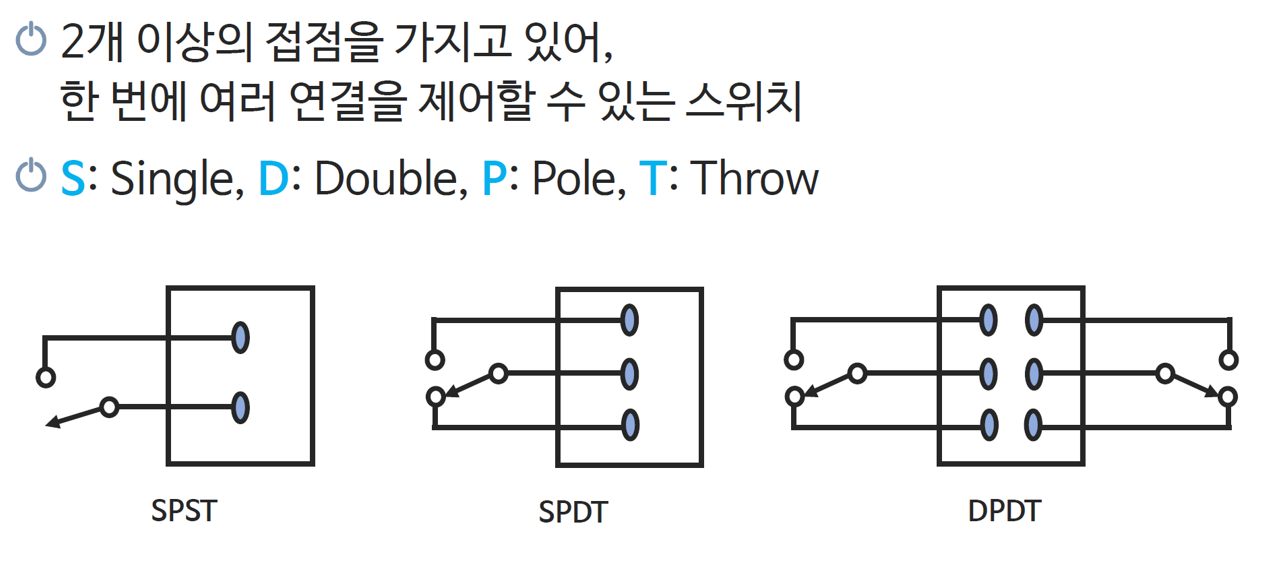 2개 이상의 접점을 가지고 있어,
한 번에 여러 연결을 제어할 수 있는 스위치
S: Single, D: Double, P: Pole, T: Throw
SPST
SPDT
DPDT